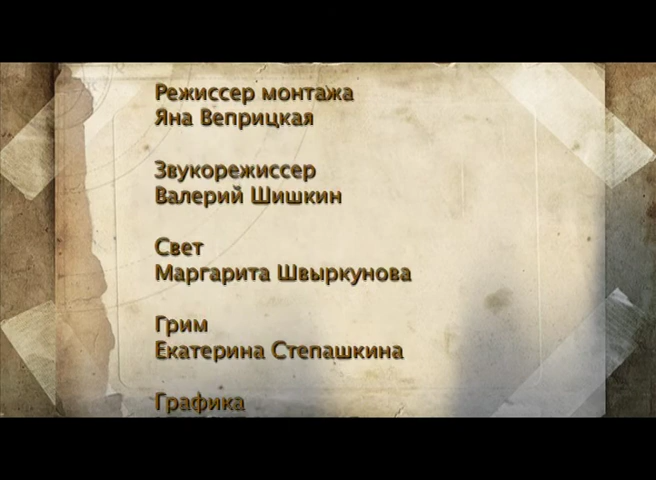 Режиссер монтажа
Яна Веприцкая
Звукорежиссер
Валерий Шишкин
Свет
Маргарита Швыркунова
Грим
Екатерина Степашкина
Графика